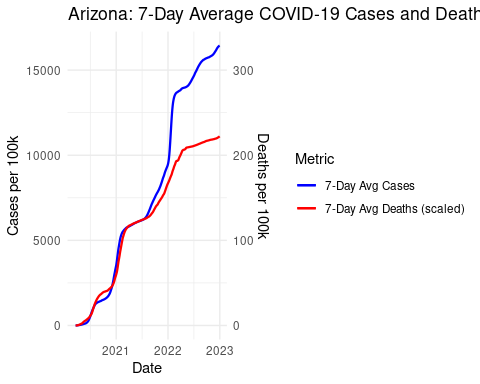 Arizona: 7-Day Average COVID-19 Cases and Death
Cases per 100k
15000
10000
5000
0
300
200
100
0
Deaths per 100k
2021
2022
2023
Date
Metric
7-Day Avg Cases
7-Day Avg Deaths (scaled)